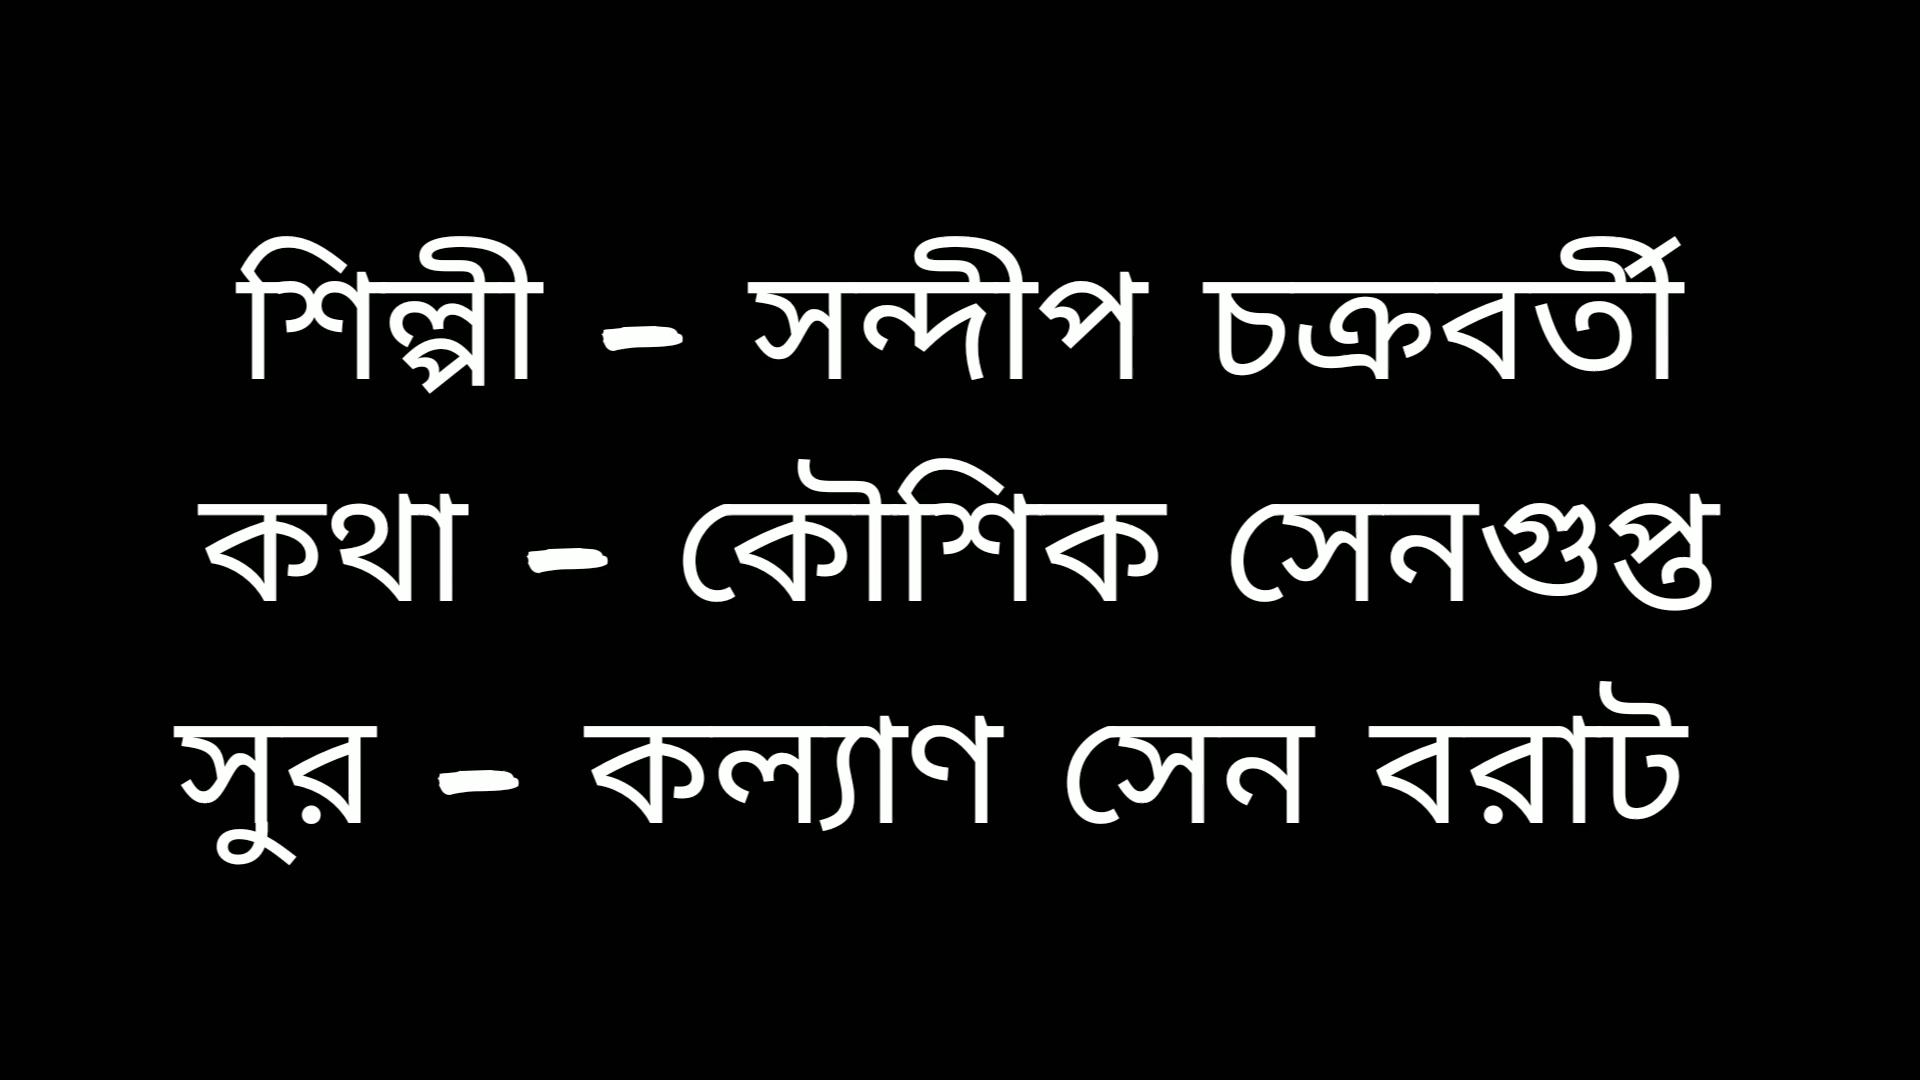 শিল্পী - সন্দীপ চক্রবর্তী
কথা - কৌশিক সেনগুপ্ত
সুর - কল্যাণ সেন বরাট